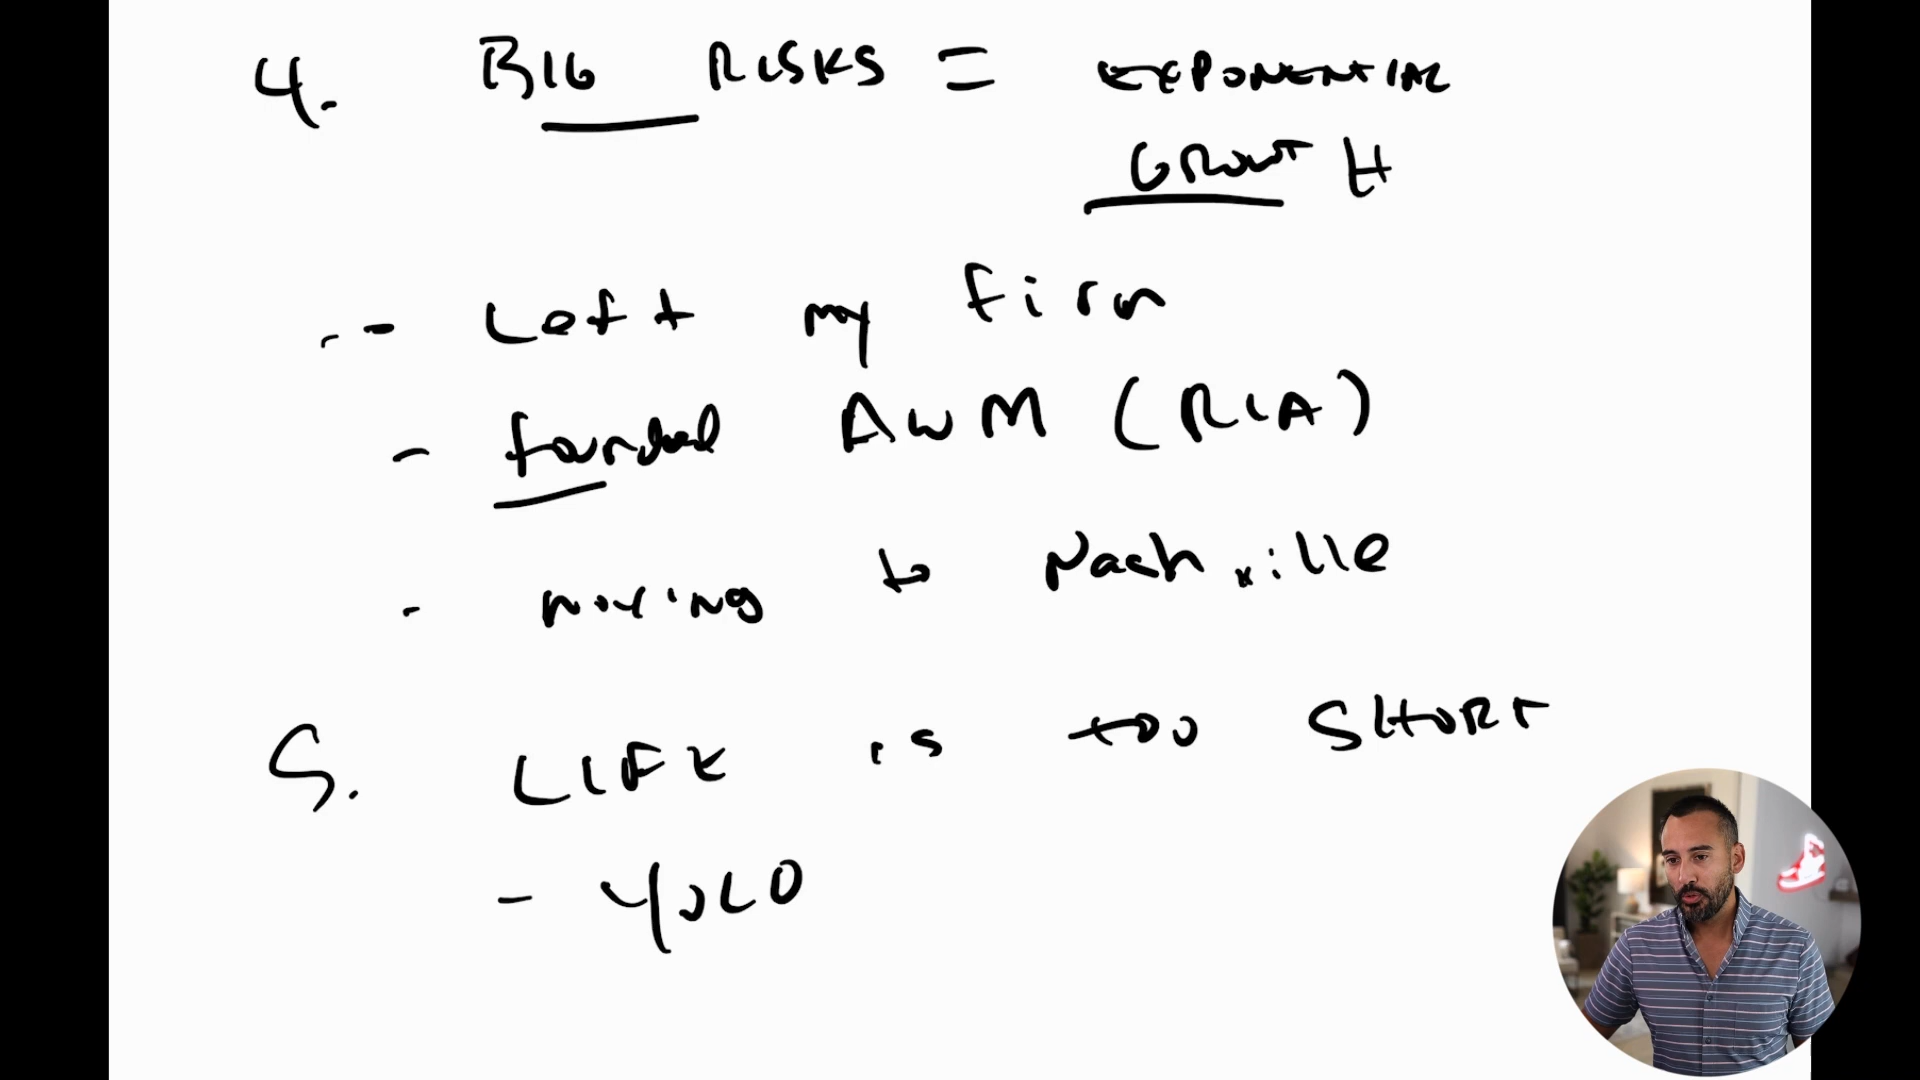 4. BIG RISKS = EXPONENTIAL
GROWTH
-- Left my firm
- founded AWM (RIA)
- moving to Nashville
5. LIFE is too SHORT
- YOLO